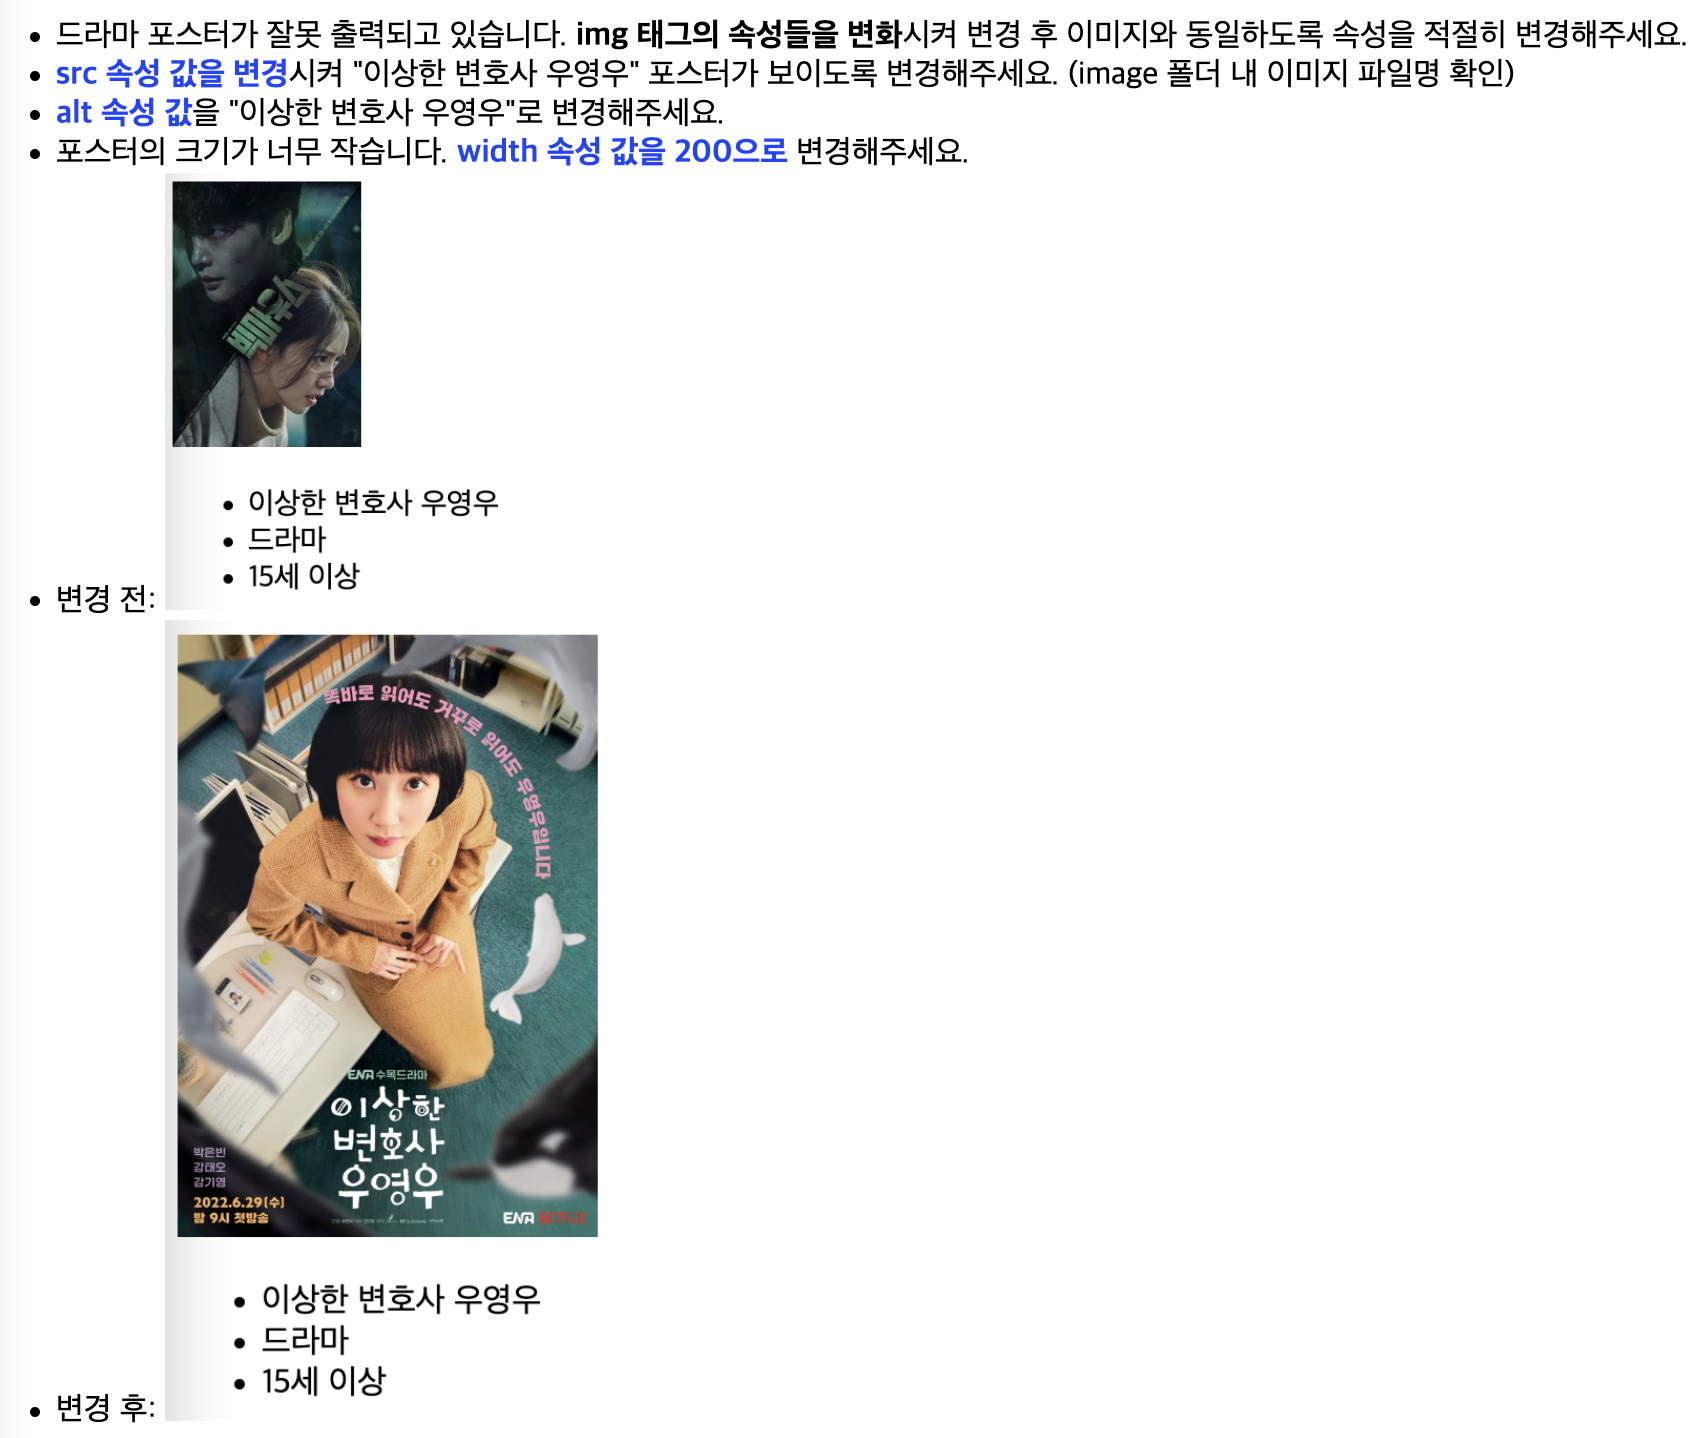 드라마 포스터가 잘못 출력되고 있습니다. img 태그의 속성들을 변화시켜 변경 후 이미지와 동일하도록 속성을 적절히 변경해주세요.
src 속성 값을 변경시켜 "이상한 변호사 우영우" 포스터가 보이도록 변경해주세요. (image 폴더 내 이미지 파일명 확인)
alt 속성 값을 "이상한 변호사 우영우"로 변경해주세요.
포스터의 크기가 너무 작습니다. width 속성 값을 200으로 변경해주세요.
빅마우스
이상한 변호사 우영우
드라마
15세 이상
변경 전:
똑바로 읽어도 거꾸로 읽어도 우영우입니다
ENA 수목드라마
이상한
변호사
우영우
박은빈
강태오
강기영
2022.6.29(수)
밤 9시 첫방송
ENA NETFLIX
이상한 변호사 우영우
드라마
15세 이상
변경 후: